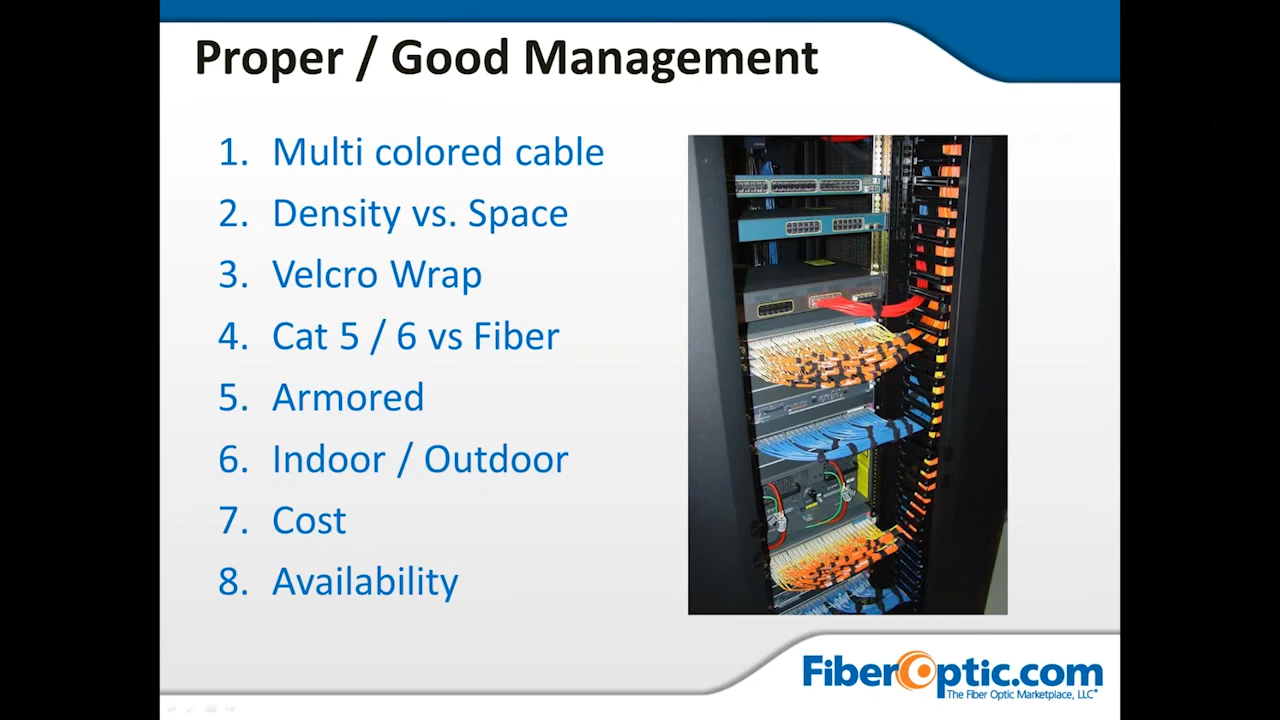 Proper / Good Management
1. Multi colored cable
2. Density vs. Space
3. Velcro Wrap
4. Cat 5 / 6 vs Fiber
5. Armored
6. Indoor / Outdoor
7. Cost
8. Availability
FiberOptic.com
The Fiber Optic Marketplace, LLC®